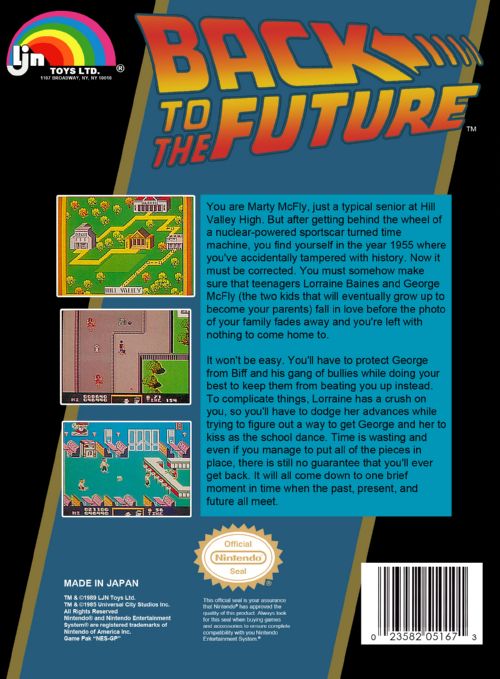 ljn
TOYS LTD. ®
1107 BROADWAY, NY, NY 10010
BACK
TO
THE FUTURE
TM
HILL VALLEY
You are Marty McFly, just a typical senior at Hill
Valley High. But after getting behind the wheel of
a nuclear-powered sportscar turned time
machine, you find yourself in the year 1955 where
you've accidentally tampered with history. Now it
must be corrected. You must somehow make
sure that teenagers Lorraine Baines and George
McFly (the two kids that will eventually grow up to
become your parents) fall in love before the photo
of your family fades away and you're left with
nothing to come home to.
It won't be easy. You'll have to protect George
from Biff and his gang of bullies while doing your
best to keep them from beating you up instead.
To complicate things, Lorraine has a crush on
you, so you'll have to dodge her advances while
trying to figure out a way to get George and her to
kiss as the school dance. Time is wasting and
even if you manage to put all of the pieces in
place, there is still no guarantee that you'll ever
get back. It will all come down to one brief
moment in time when the past, present, and
future all meet.
HI
TIME 154
HI
TIME
Official
Nintendo
Seal
®
MADE IN JAPAN
TM & ©1989 LJN Toys Ltd.
TM & ©1985 Universal City Studios Inc.
All Rights Reserved
Nintendo® and Nintendo Entertainment
System® are registered trademarks of
Nintendo of America Inc.
Game Pak "NES-GP"
This official seal is your assurance
that Nintendo® has approved the
quality of this product. Always look
for this seal when buying games
and accessories to ensure complete
compatibility with you Nintendo
Entertainment System.®
0 23582 05167 3